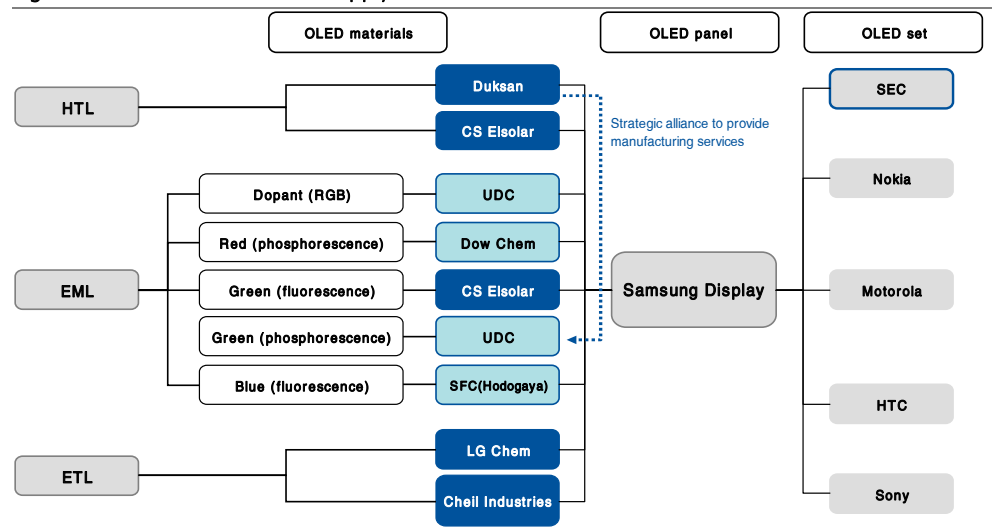 OLED materials
OLED panel
OLED set
HTL
Duksan
CS Elsolar
Strategic alliance to provide
manufacturing services
SEC
Nokia
EML
Dopant (RGB)
UDC
Red (phosphorescence)
Dow Chem
Green (fluorescence)
CS Elsolar
Green (phosphorescence)
UDC
Blue (fluorescence)
SFC(Hodogaya)
Samsung Display
Motorola
HTC
ETL
LG Chem
Cheil Industries
Sony